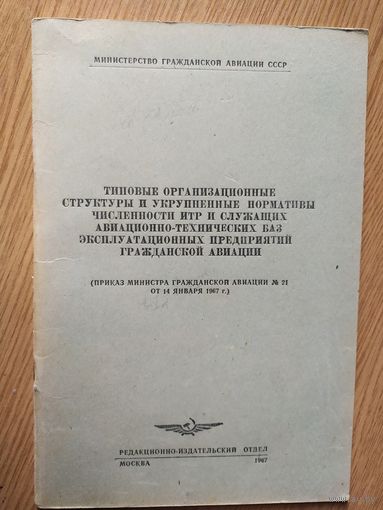 МИНИСТЕРСТВО ГРАЖДАНСКОЙ АВИАЦИИ СССР
ТИПОВЫЕ ОРГАНИЗАЦИОННЫЕ
СТРУКТУРЫ И УКРУПНЕННЫЕ НОРМАТИВЫ
ЧИСЛЕННОСТИ ИТР И СЛУЖАЩИХ
АВИАЦИОННО-ТЕХНИЧЕСКИХ БАЗ
ЭКСПЛУАТАЦИОННЫХ ПРЕДПРИЯТИЙ
ГРАЖДАНСКОЙ АВИАЦИИ
(ПРИКАЗ МИНИСТРА ГРАЖДАНСКОЙ АВИАЦИИ № 21
ОТ 14 ЯНВАРЯ 1967 г.)
РЕДАКЦИОННО-ИЗДАТЕЛЬСКИЙ ОТДЕЛ
МОСКВА 1967